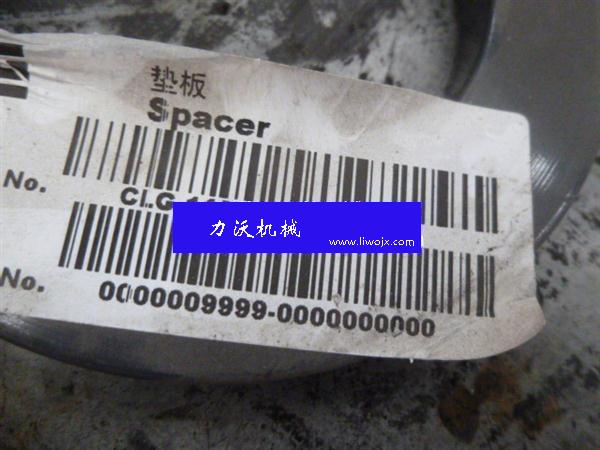 垫板
Spacer
No.
CLG
力沃机械
www.liwojx.com
No.
0000009999-0000000000